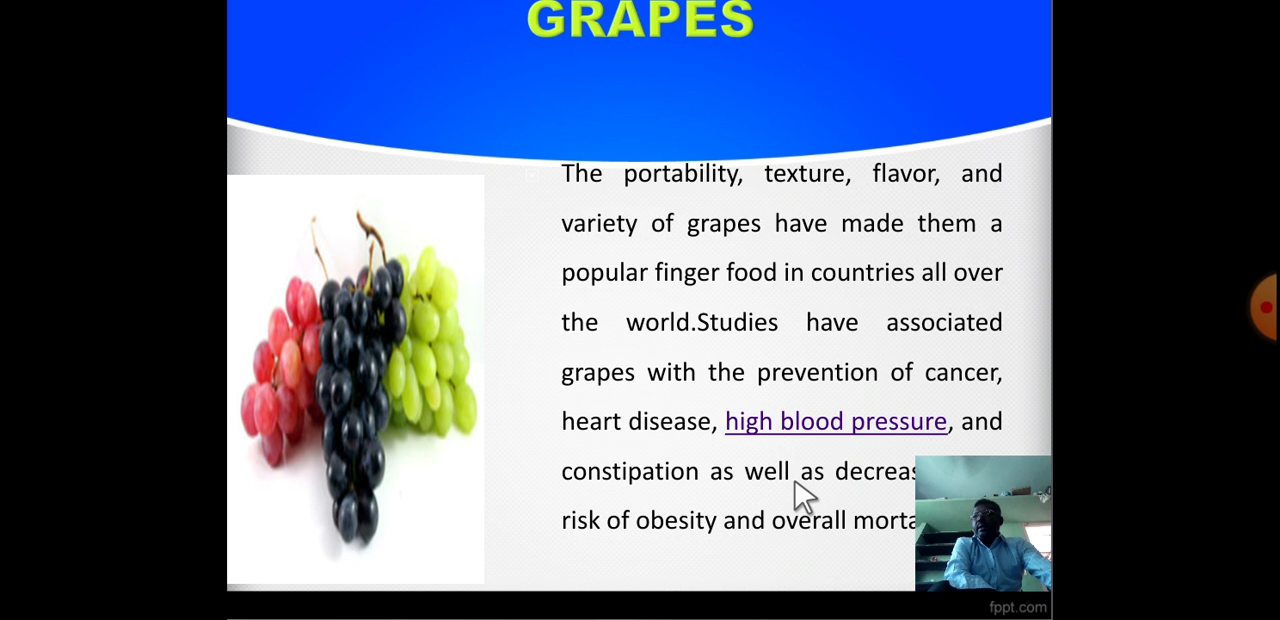 GRAPES
The portability, texture, flavor, and
variety of grapes have made them a
popular finger food in countries all over
the world.Studies have associated
grapes with the prevention of cancer,
heart disease, high blood pressure, and
constipation as well as
risk of obesity and overall
fppt.com